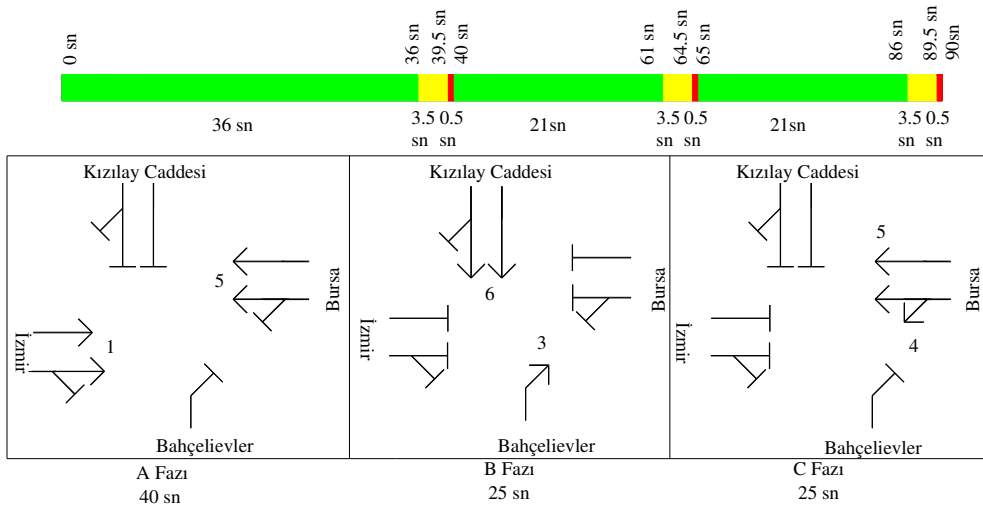 0 sn
36 sn
39.5 sn
40 sn
61 sn
64.5 sn
65 sn
86 sn
89.5 sn
90sn
36 sn
3.5 0.5
sn sn
21sn
3.5 0.5
sn sn
21sn
3.5 0.5
sn sn
Kızılay Caddesi
5
Bursa
İzmir
1
Bahçelievler
A Fazı
40 sn
Kızılay Caddesi
6
Bursa
İzmir
3
Bahçelievler
B Fazı
25 sn
Kızılay Caddesi
5
Bursa
İzmir
4
Bahçelievler
C Fazı
25 sn